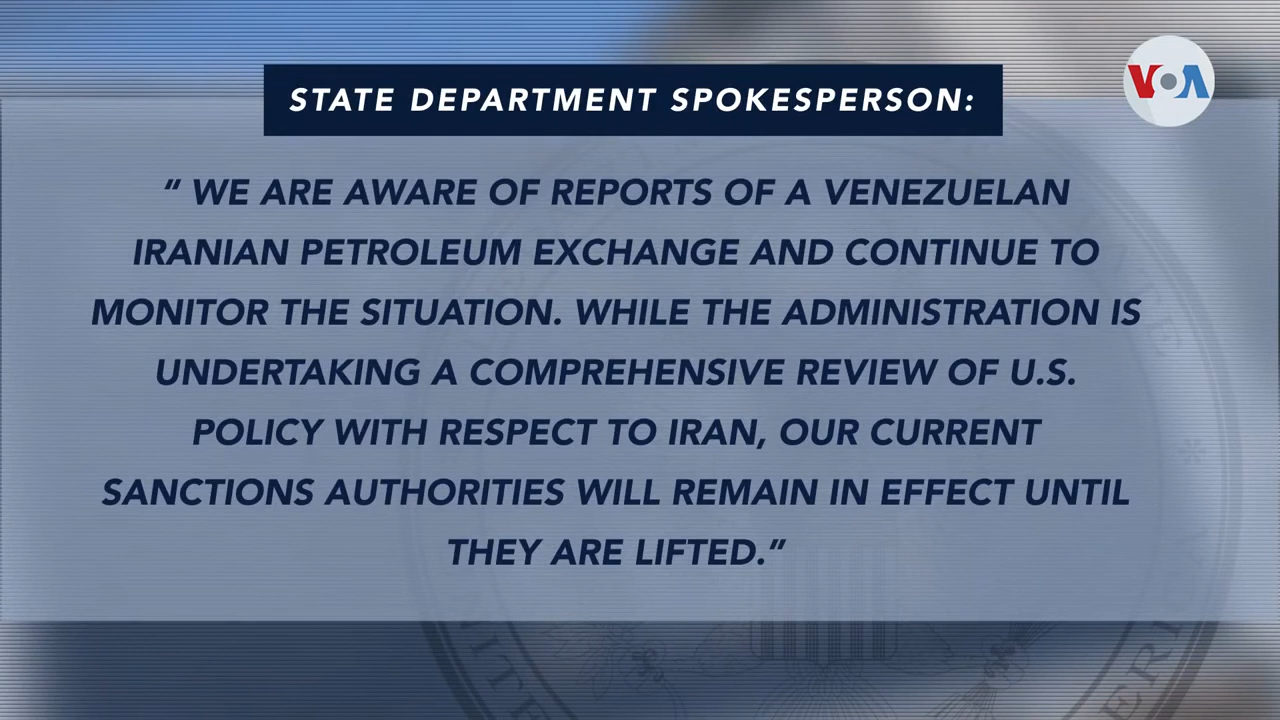 VOA
STATE DEPARTMENT SPOKESPERSON:
“ WE ARE AWARE OF REPORTS OF A VENEZUELAN
IRANIAN PETROLEUM EXCHANGE AND CONTINUE TO
MONITOR THE SITUATION. WHILE THE ADMINISTRATION IS
UNDERTAKING A COMPREHENSIVE REVIEW OF U.S.
POLICY WITH RESPECT TO IRAN, OUR CURRENT
SANCTIONS AUTHORITIES WILL REMAIN IN EFFECT UNTIL
THEY ARE LIFTED.”